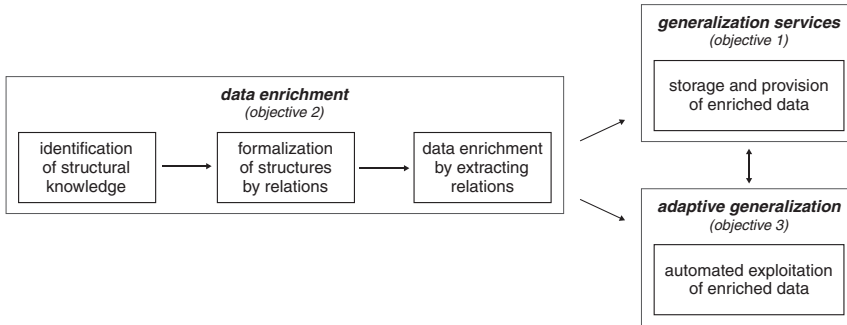 data enrichment
(objective 2)
identification
of structural
knowledge
formalization
of structures
by relations
data enrichment
by extracting
relations
generalization services
(objective 1)
storage and provision
of enriched data
adaptive generalization
(objective 3)
automated exploitation
of enriched data